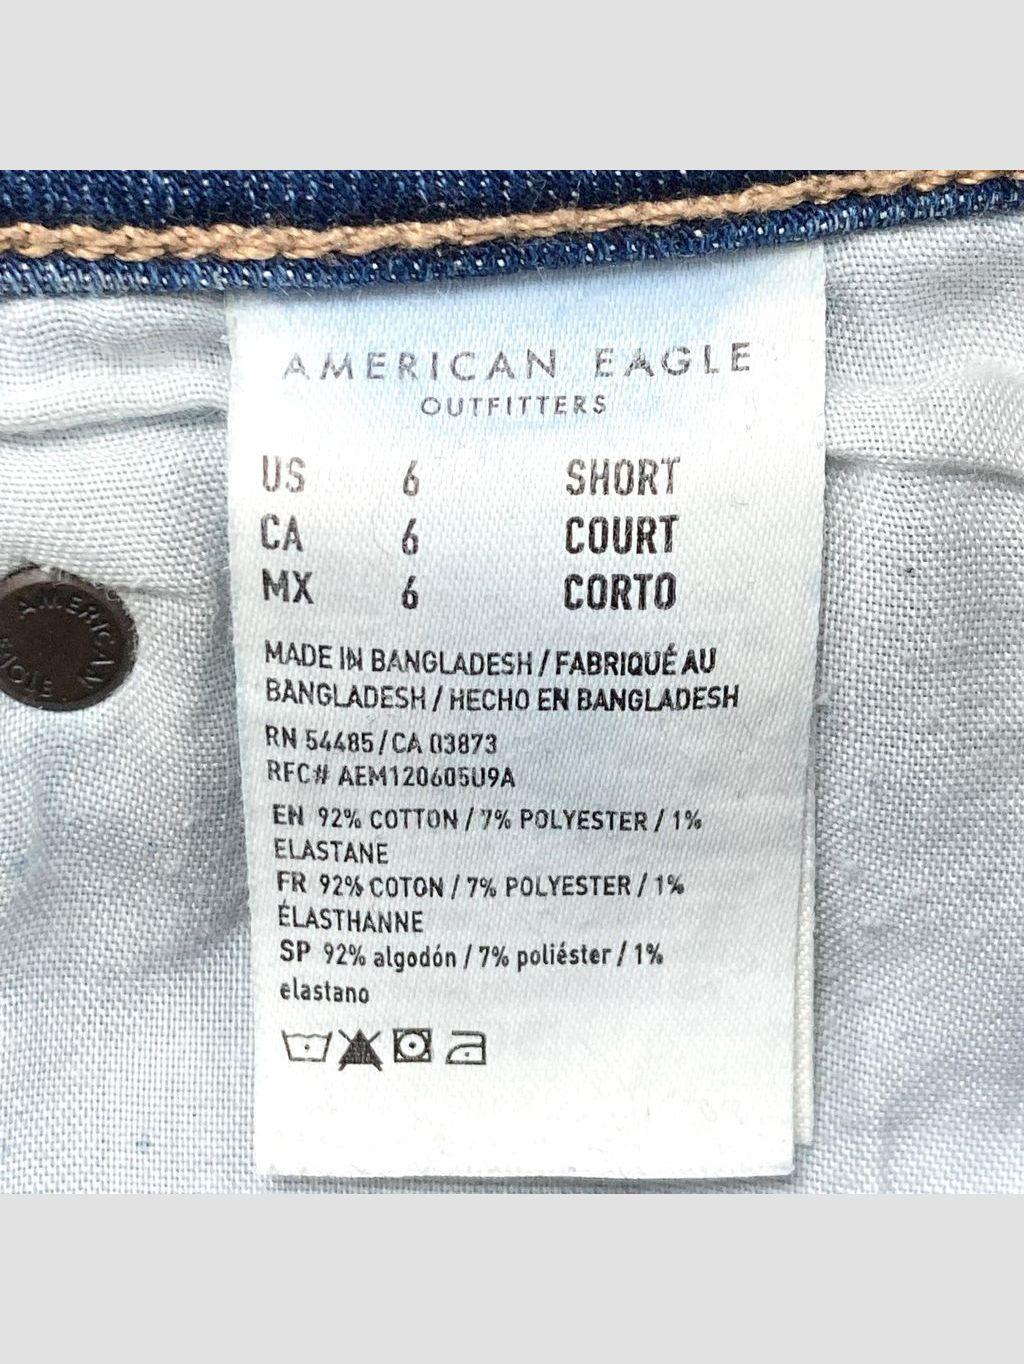 AMERICAN EAGLE
OUTFITTERS
US 6 SHORT
CA 6 COURT
MX 6 CORTO
MADE IN BANGLADESH / FABRIQUÉ AU
BANGLADESH / HECHO EN BANGLADESH
RN 54485 / CA 03873
RFC# AEM120605U9A
EN 92% COTTON / 7% POLYESTER / 1%
ELASTANE
FR 92% COTON / 7% POLYESTER / 1%
ÉLASTHANNE
SP 92% algodón / 7% poliéster / 1%
elastano
AMERICAN